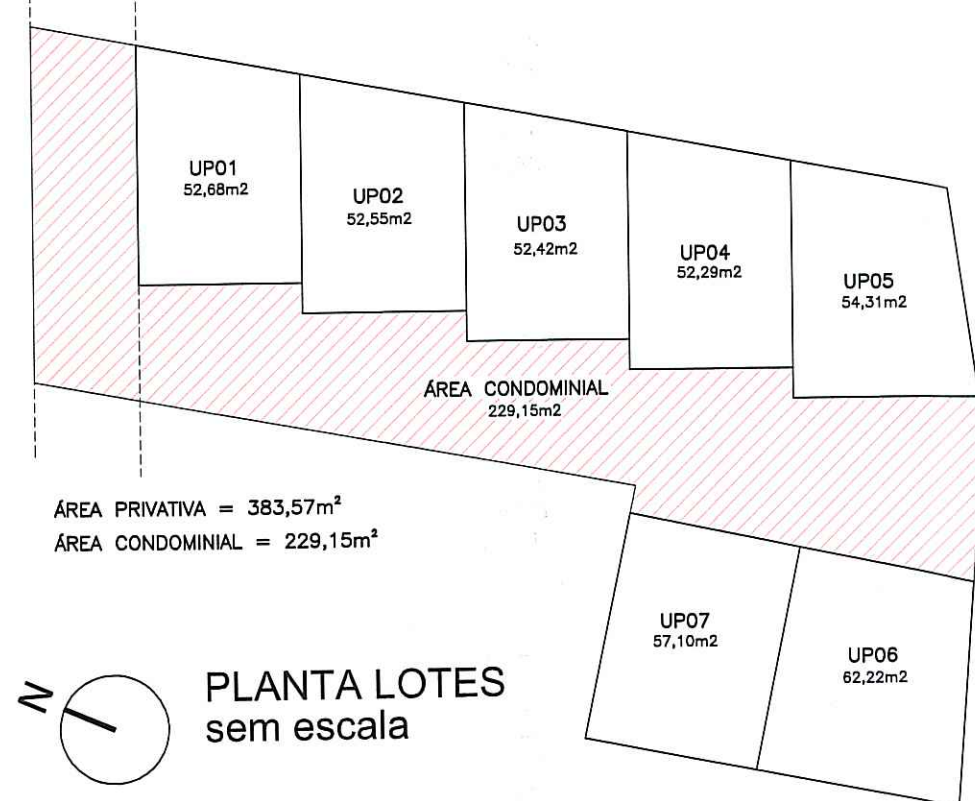 UP01
52,68m2
UP02
52,55m2
UP03
52,42m2
UP04
52,29m2
UP05
54,31m2
ÁREA CONDOMINIAL
229,15m2
ÁREA PRIVATIVA = 383,57m²
ÁREA CONDOMINIAL = 229,15m²
UP07
57,10m2
UP06
62,22m2
N
PLANTA LOTES
sem escala